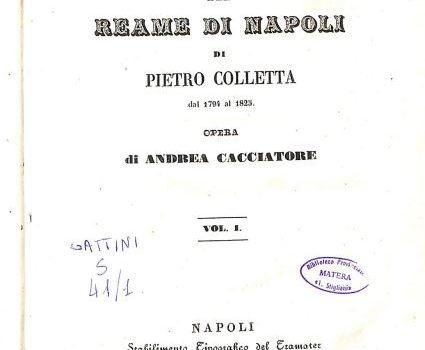 REAME DI NAPOLI
DI
PIETRO COLLETTA
dal 1794 al 1825.
OPERA
di ANDREA CACCIATORE
VOL. I.
GATTINI
S
41/1
Biblioteca
MATERA
NAPOLI
Stabilimento Tipografico del Tramater